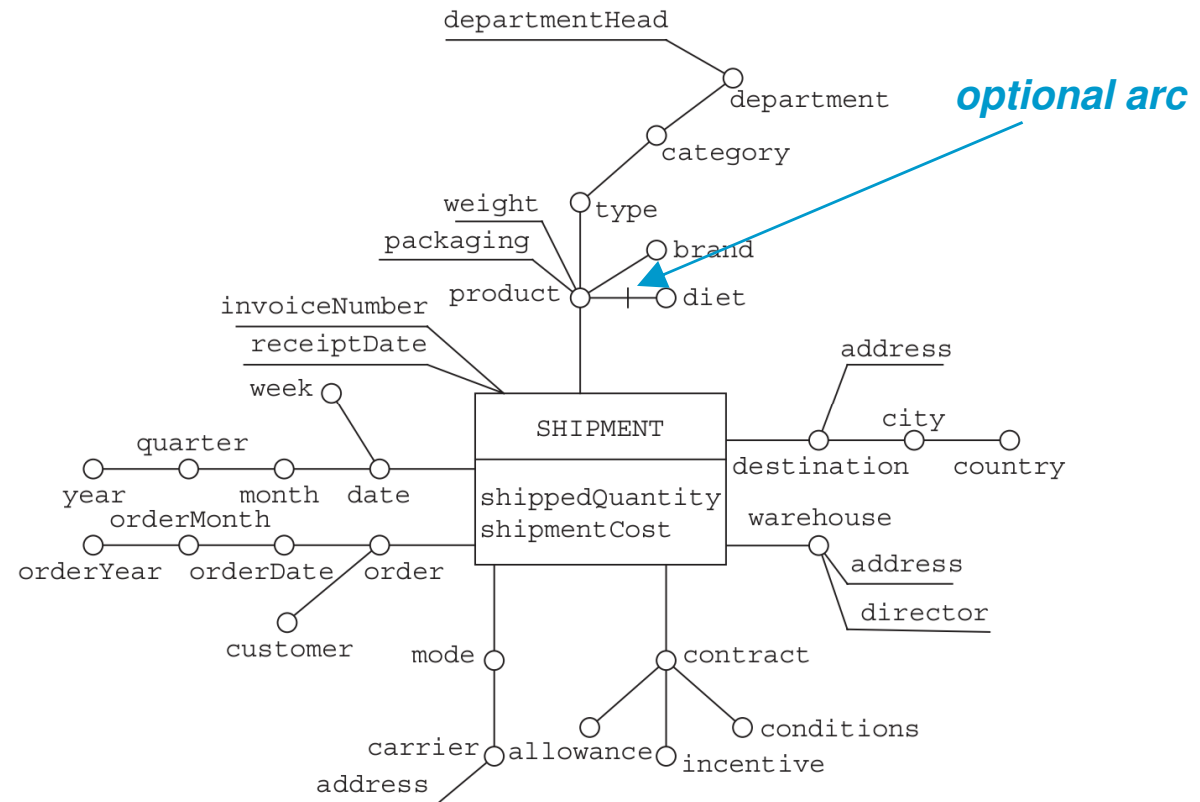 departmentHead
optional arc
department
category
weight
type
packaging
brand
product
diet
invoiceNumber
receiptDate
address
week
city
SHIPMENT
quarter
destination
country
year
month
date
shippedQuantity
orderMonth
warehouse
shipmentCost
orderYear
orderDate
order
address
director
customer
mode
contract
conditions
carrier
allowance
incentive
address